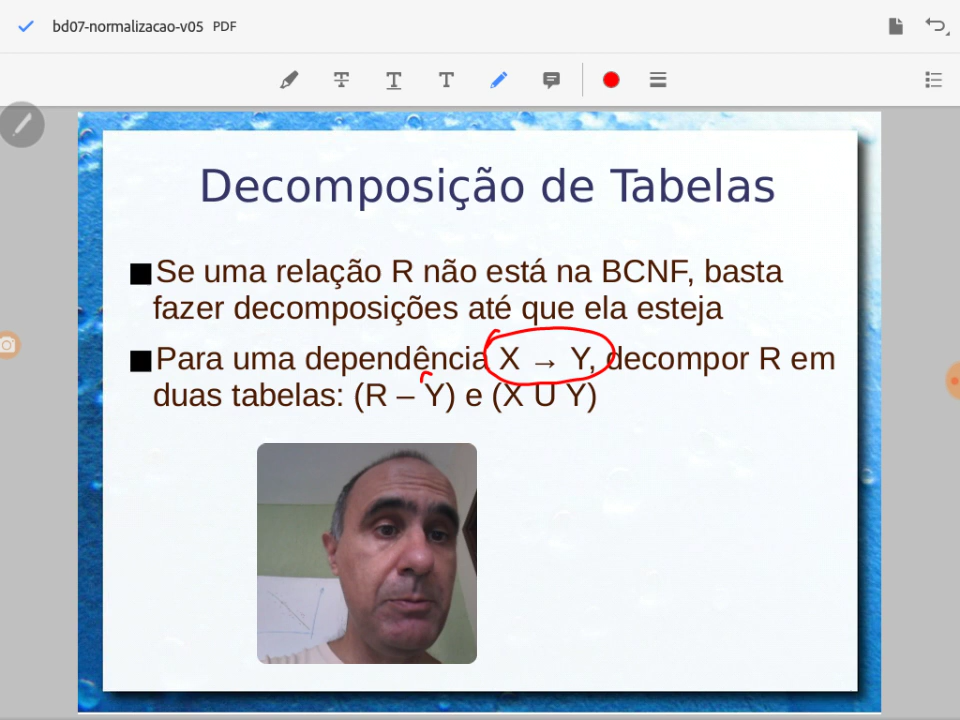 bd07-normalizacao-v05 PDF
Decomposição de Tabelas
Se uma relação R não está na BCNF, basta
fazer decomposições até que ela esteja
Para uma dependência X → Y, decompor R em
duas tabelas: (R – Y) e (X U Y)